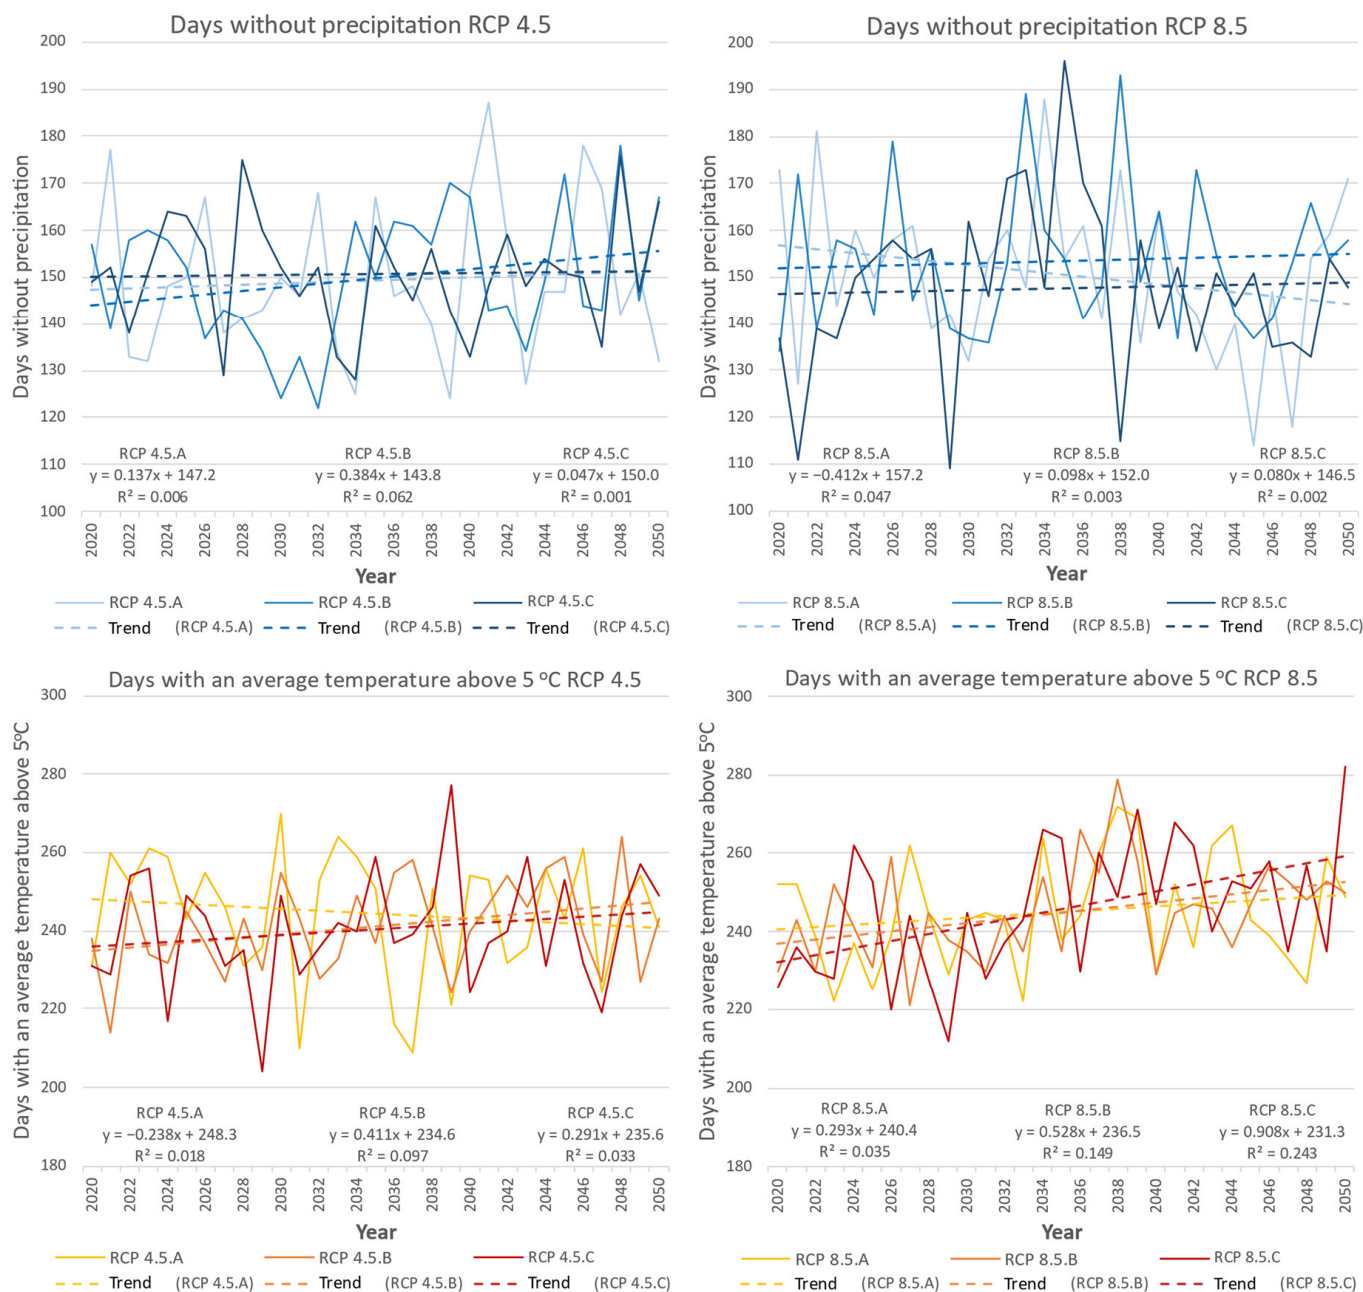 Days without precipitation RCP 4.5
200
190
180
170
160
150
140
130
120
110
100
Days without precipitation
RCP 4.5.A
y = 0.137x + 147.2
R² = 0.006
RCP 4.5.B
y = 0.384x + 143.8
R² = 0.062
RCP 4.5.C
y = 0.047x + 150.0
R² = 0.001
2020 2022 2024 2026 2028 2030 2032 2034 2036 2038 2040 2042 2044 2046 2048 2050
Year
RCP 4.5.A RCP 4.5.B RCP 4.5.C
Trend (RCP 4.5.A) Trend (RCP 4.5.B) Trend (RCP 4.5.C)
Days without precipitation RCP 8.5
200
190
180
170
160
150
140
130
120
110
100
Days without precipitation
RCP 8.5.A
y = −0.412x + 157.2
R² = 0.047
RCP 8.5.B
y = 0.098x + 152.0
R² = 0.003
RCP 8.5.C
y = 0.080x + 146.5
R² = 0.002
2020 2022 2024 2026 2028 2030 2032 2034 2036 2038 2040 2042 2044 2046 2048 2050
Year
RCP 8.5.A RCP 8.5.B RCP 8.5.C
Trend (RCP 8.5.A) Trend (RCP 8.5.B) Trend (RCP 8.5.C)
Days with an average temperature above 5 ºC RCP 4.5
300
280
260
240
220
200
180
Days with an average temperature above 5ºC
RCP 4.5.A
y = −0.238x + 248.3
R² = 0.018
RCP 4.5.B
y = 0.411x + 234.6
R² = 0.097
RCP 4.5.C
y = 0.291x + 235.6
R² = 0.033
2020 2022 2024 2026 2028 2030 2032 2034 2036 2038 2040 2042 2044 2046 2048 2050
Year
RCP 4.5.A RCP 4.5.B RCP 4.5.C
Trend (RCP 4.5.A) Trend (RCP 4.5.B) Trend (RCP 4.5.C)
Days with an average temperature above 5 ºC RCP 8.5
300
280
260
240
220
200
180
Days with an average temperature above 5ºC
RCP 8.5.A
y = 0.293x + 240.4
R² = 0.035
RCP 8.5.B
y = 0.528x + 236.5
R² = 0.149
RCP 8.5.C
y = 0.908x + 231.3
R² = 0.243
2020 2022 2024 2026 2028 2030 2032 2034 2036 2038 2040 2042 2044 2046 2048 2050
Year
RCP 8.5.A RCP 8.5.B RCP 8.5.C
Trend (RCP 8.5.A) Trend (RCP 8.5.B) Trend (RCP 8.5.C)